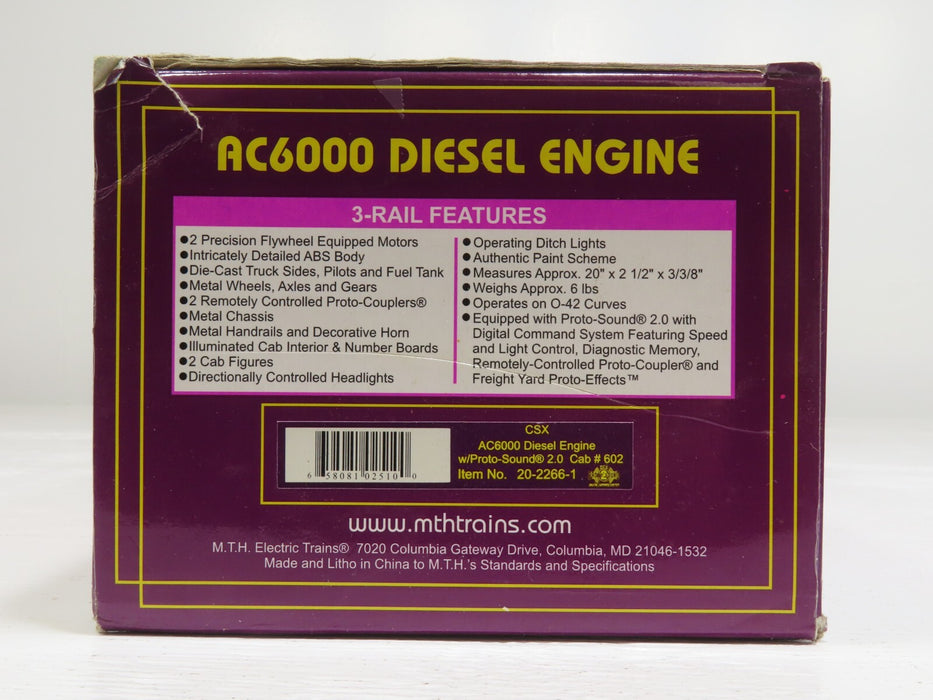 AC6000 DIESEL ENGINE
3-RAIL FEATURES
●2 Precision Flywheel Equipped Motors
●Intricately Detailed ABS Body
●Die-Cast Truck Sides, Pilots and Fuel Tank
●Metal Wheels, Axles and Gears
●2 Remotely Controlled Proto-Couplers®
●Metal Chassis
●Metal Handrails and Decorative Horn
●Illuminated Cab Interior & Number Boards
●2 Cab Figures
●Directionally Controlled Headlights
●Operating Ditch Lights
●Authentic Paint Scheme
●Measures Approx. 20" x 2 1/2" x 3/3/8"
●Weighs Approx. 6 lbs
●Operates on O-42 Curves
●Equipped with Proto-Sound® 2.0 with
Digital Command System Featuring Speed
and Light Control, Diagnostic Memory,
Remotely-Controlled Proto-Coupler® and
Freight Yard Proto-Effects™
6 58081 02510 0
CSX
AC6000 Diesel Engine
w/Proto-Sound® 2.0 Cab # 602
Item No. 20-2266-1
www.mthtrains.com
M.T.H. Electric Trains® 7020 Columbia Gateway Drive, Columbia, MD 21046-1532
Made and Litho in China to M.T.H.'s Standards and Specifications